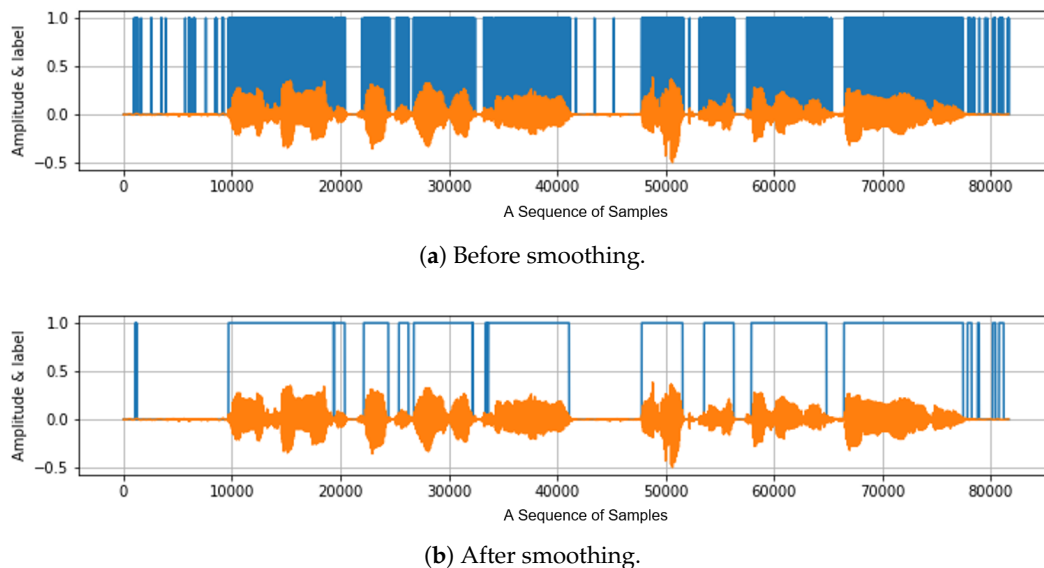 1.0
0.5
0.0
−0.5
Amplitude & label
0 10000 20000 30000 40000 50000 60000 70000 80000
A Sequence of Samples
(a) Before smoothing.
1.0
0.5
0.0
−0.5
Amplitude & label
0 10000 20000 30000 40000 50000 60000 70000 80000
A Sequence of Samples
(b) After smoothing.